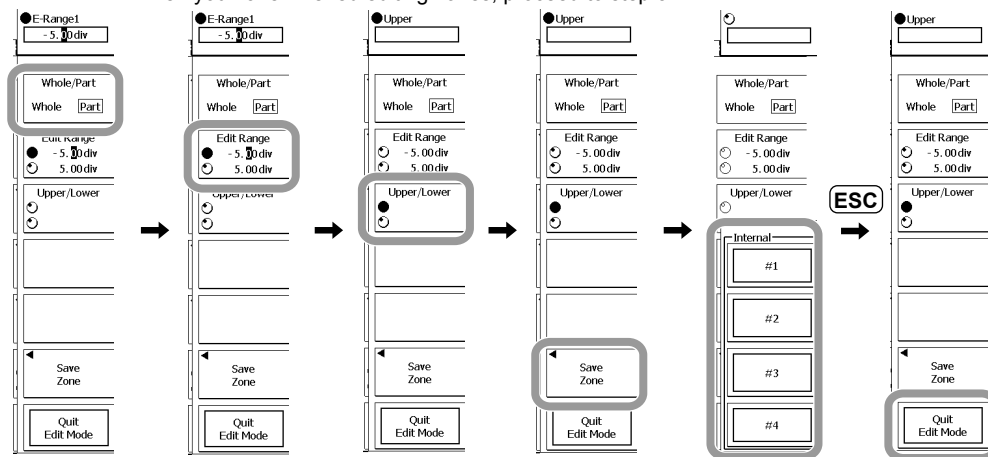 ●E-Range1
-5.00div
Whole/Part
Whole Part
Edit Range
-5.00div
5.00div
Upper/Lower
Save
Zone
Quit
Edit Mode
E-Range1
-5.00div
Whole/Part
Whole Part
Edit Range
-5.00div
5.00div
Upper/Lower
Save
Zone
Quit
Edit Mode
Upper
Whole/Part
Whole Part
Edit Range
-5.00div
5.00div
Upper/Lower
Save
Zone
Quit
Edit Mode
Upper
Whole/Part
Whole Part
Edit Range
-5.00div
5.00div
Upper/Lower
Save
Zone
Quit
Edit Mode
Whole/Part
Whole Part
Edit Range
-5.00div
5.00div
Upper/Lower
Internal
#1
#2
#3
#4
ESC
Upper
Whole/Part
Whole Part
Edit Range
-5.00div
5.00div
Upper/Lower
Save
Zone
Quit
Edit Mode